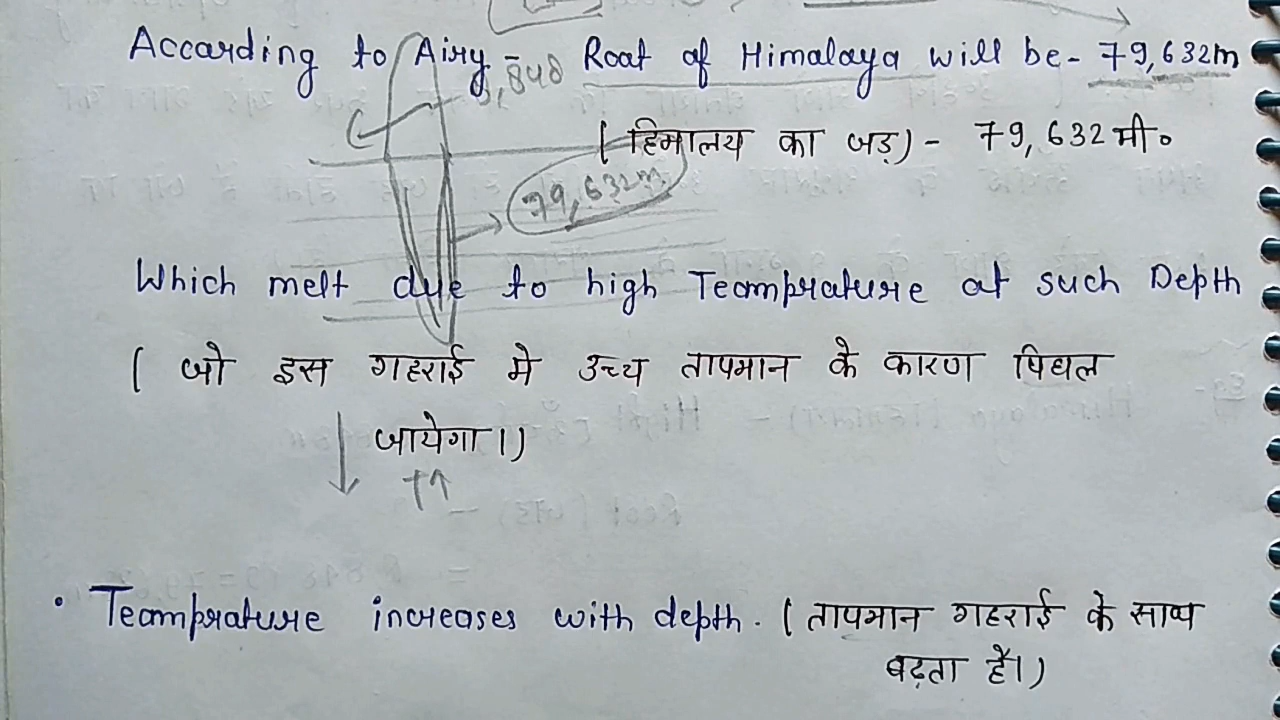 According to Airy Root of Himalaya will be- 79,632m
8,848
( हिमालय का जड़) - 79,632 मी०
79,632m
Which melt due to high Teamprature at such Depth
( जो इस गहराई मे उच्च तापमान के कारण पिघल
जायेगा।)
T↑
• Teamprature increases with depth. ( तापमान गहराई के साथ
बढ़ता है।)